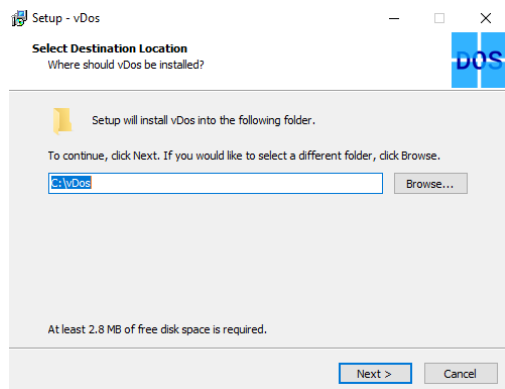 Setup - vDos
Select Destination Location
Where should vDos be installed?
DOS
Setup will install vDos into the following folder.
To continue, click Next. If you would like to select a different folder, click Browse.
C:\vDos
Browse...
At least 2.8 MB of free disk space is required.
Next >
Cancel